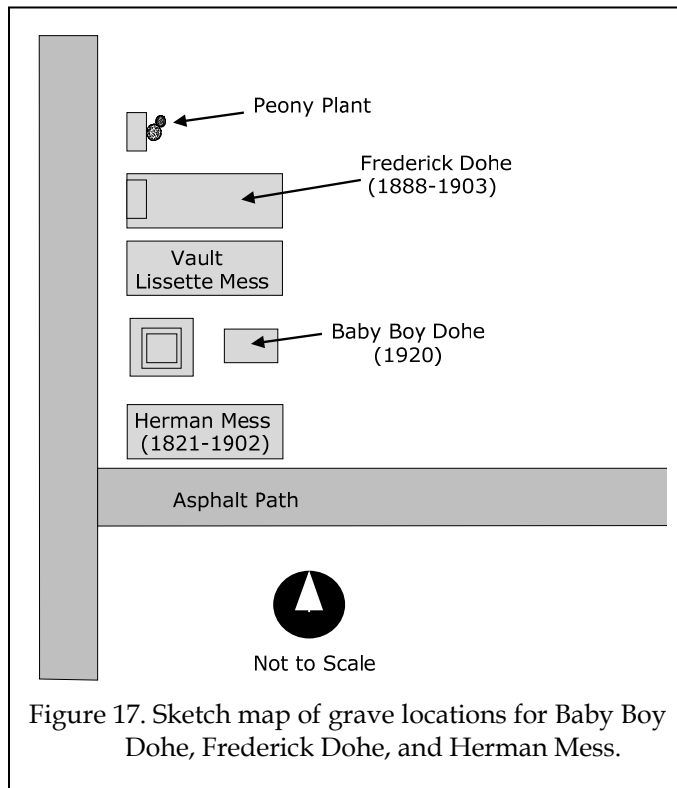 Peony Plant
Frederick Dohe
(1888-1903)
Vault
Lissette Mess
Baby Boy Dohe
(1920)
Herman Mess
(1821-1902)
Asphalt Path
Not to Scale
Figure 17. Sketch map of grave locations for Baby Boy
Dohe, Frederick Dohe, and Herman Mess.